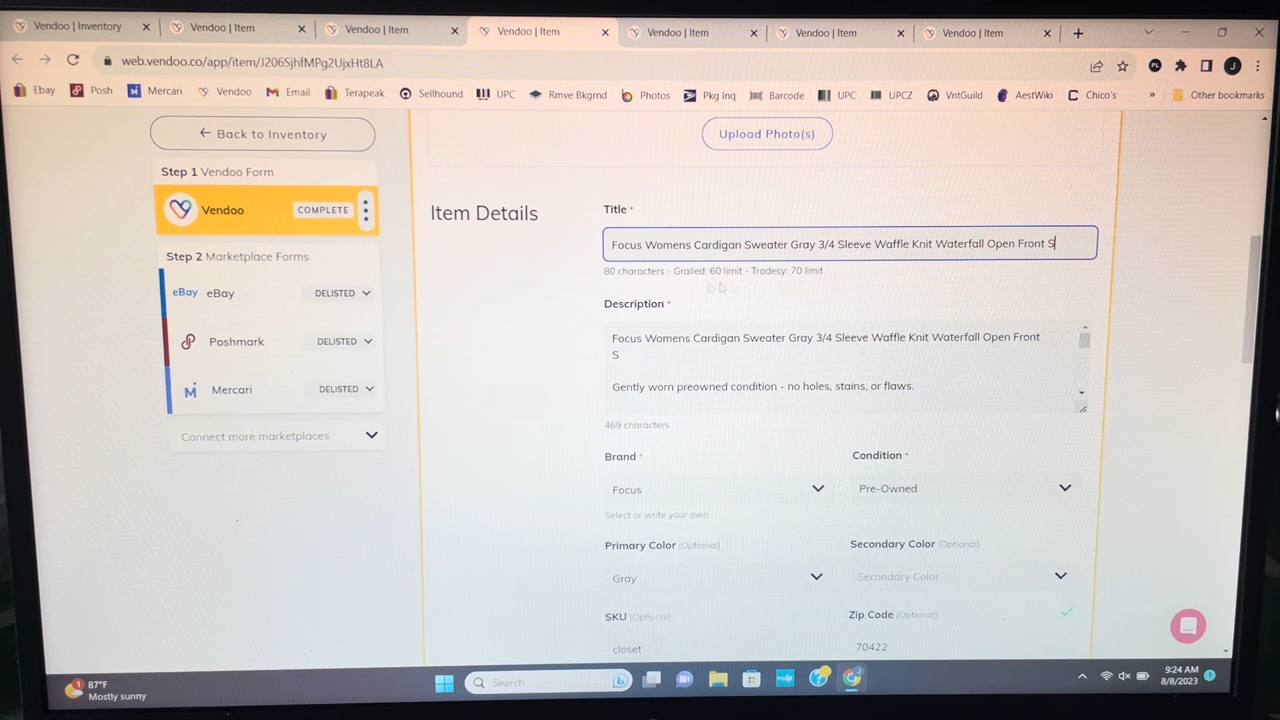 Vendoo | Inventory
Vendoo | Item
Vendoo | Item
Vendoo | Item
Vendoo | Item
Vendoo | Item
Vendoo | Item
web.vendoo.co/app/item/J206SjhfMPg2UjxHt8LA
Ebay
Posh
Mercari
Vendoo
Email
Terapeak
Sellhound
UPC
Rmve Bkgrnd
Photos
Pkg Inq
Barcode
UPC
UPCZ
VntGuild
AestWiki
Chico's
»
Other bookmarks
← Back to Inventory
Step 1 Vendoo Form
Vendoo COMPLETE
Step 2 Marketplace Forms
eBay eBay DELISTED
Poshmark DELISTED
Mercari DELISTED
Connect more marketplaces
Upload Photo(s)
Item Details
Title *
Focus Womens Cardigan Sweater Gray 3/4 Sleeve Waffle Knit Waterfall Open Front S
80 characters - Grailed: 60 limit - Tradesy: 70 limit
Description *
Focus Womens Cardigan Sweater Gray 3/4 Sleeve Waffle Knit Waterfall Open Front
S
Gently worn preowned condition - no holes, stains, or flaws.
469 characters
Brand * Condition *
Focus Pre-Owned
Select or write your own
Primary Color (Optional) Secondary Color (Optional)
Gray Secondary Color
SKU (Optional) Zip Code (Optional)
closet 70422
1
87°F
Mostly sunny
Search
9:24 AM
8/8/2023